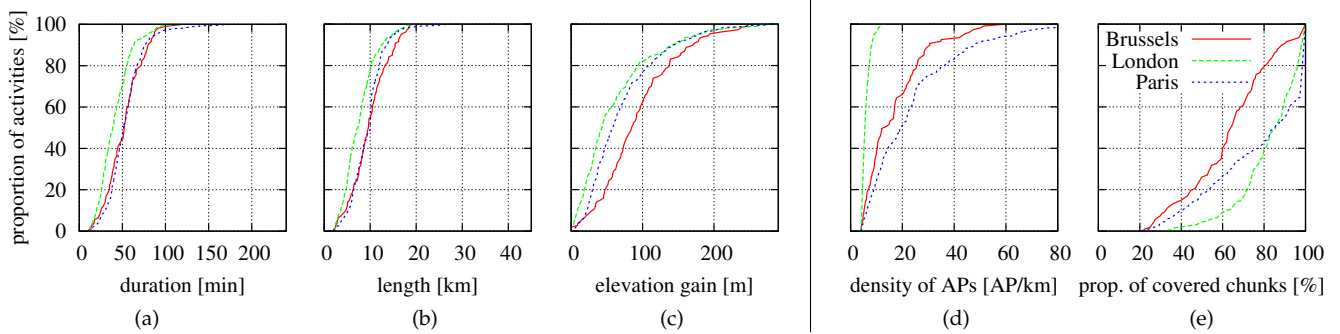 proportion of activities [%]
100
80
60
40
20
0
0 50 100 150 200
duration [min]
(a)
0 10 20 30 40
length [km]
(b)
0 100 200
elevation gain [m]
(c)
0 20 40 60 80
density of APs [AP/km]
(d)
Brussels
London
Paris
0 20 40 60 80 100
prop. of covered chunks [%]
(e)